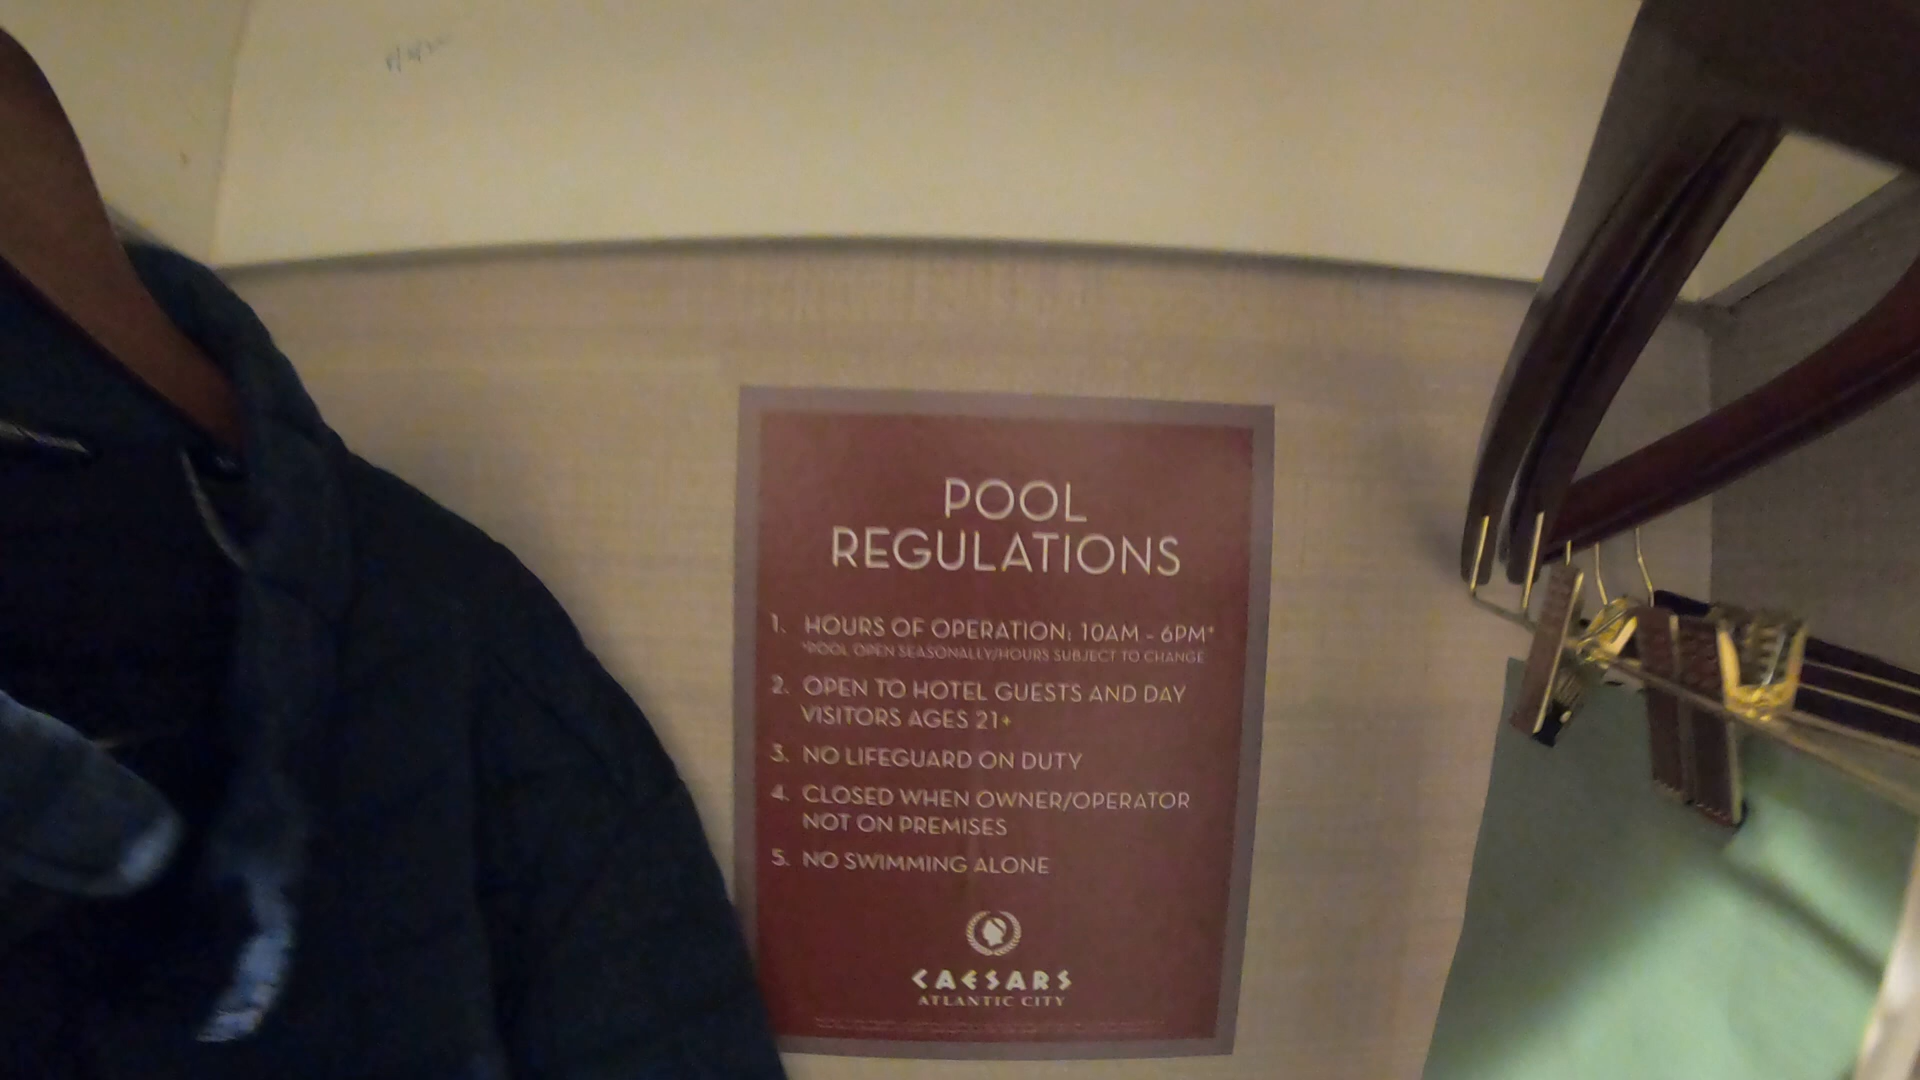 POOL
REGULATIONS
1. HOURS OF OPERATION: 10AM - 6PM*
*POOL OPEN SEASONALLY/HOURS SUBJECT TO CHANGE
2. OPEN TO HOTEL GUESTS AND DAY
VISITORS AGES 21+
3. NO LIFEGUARD ON DUTY
4. CLOSED WHEN OWNER/OPERATOR
NOT ON PREMISES
5. NO SWIMMING ALONE
CAESARS
ATLANTIC CITY